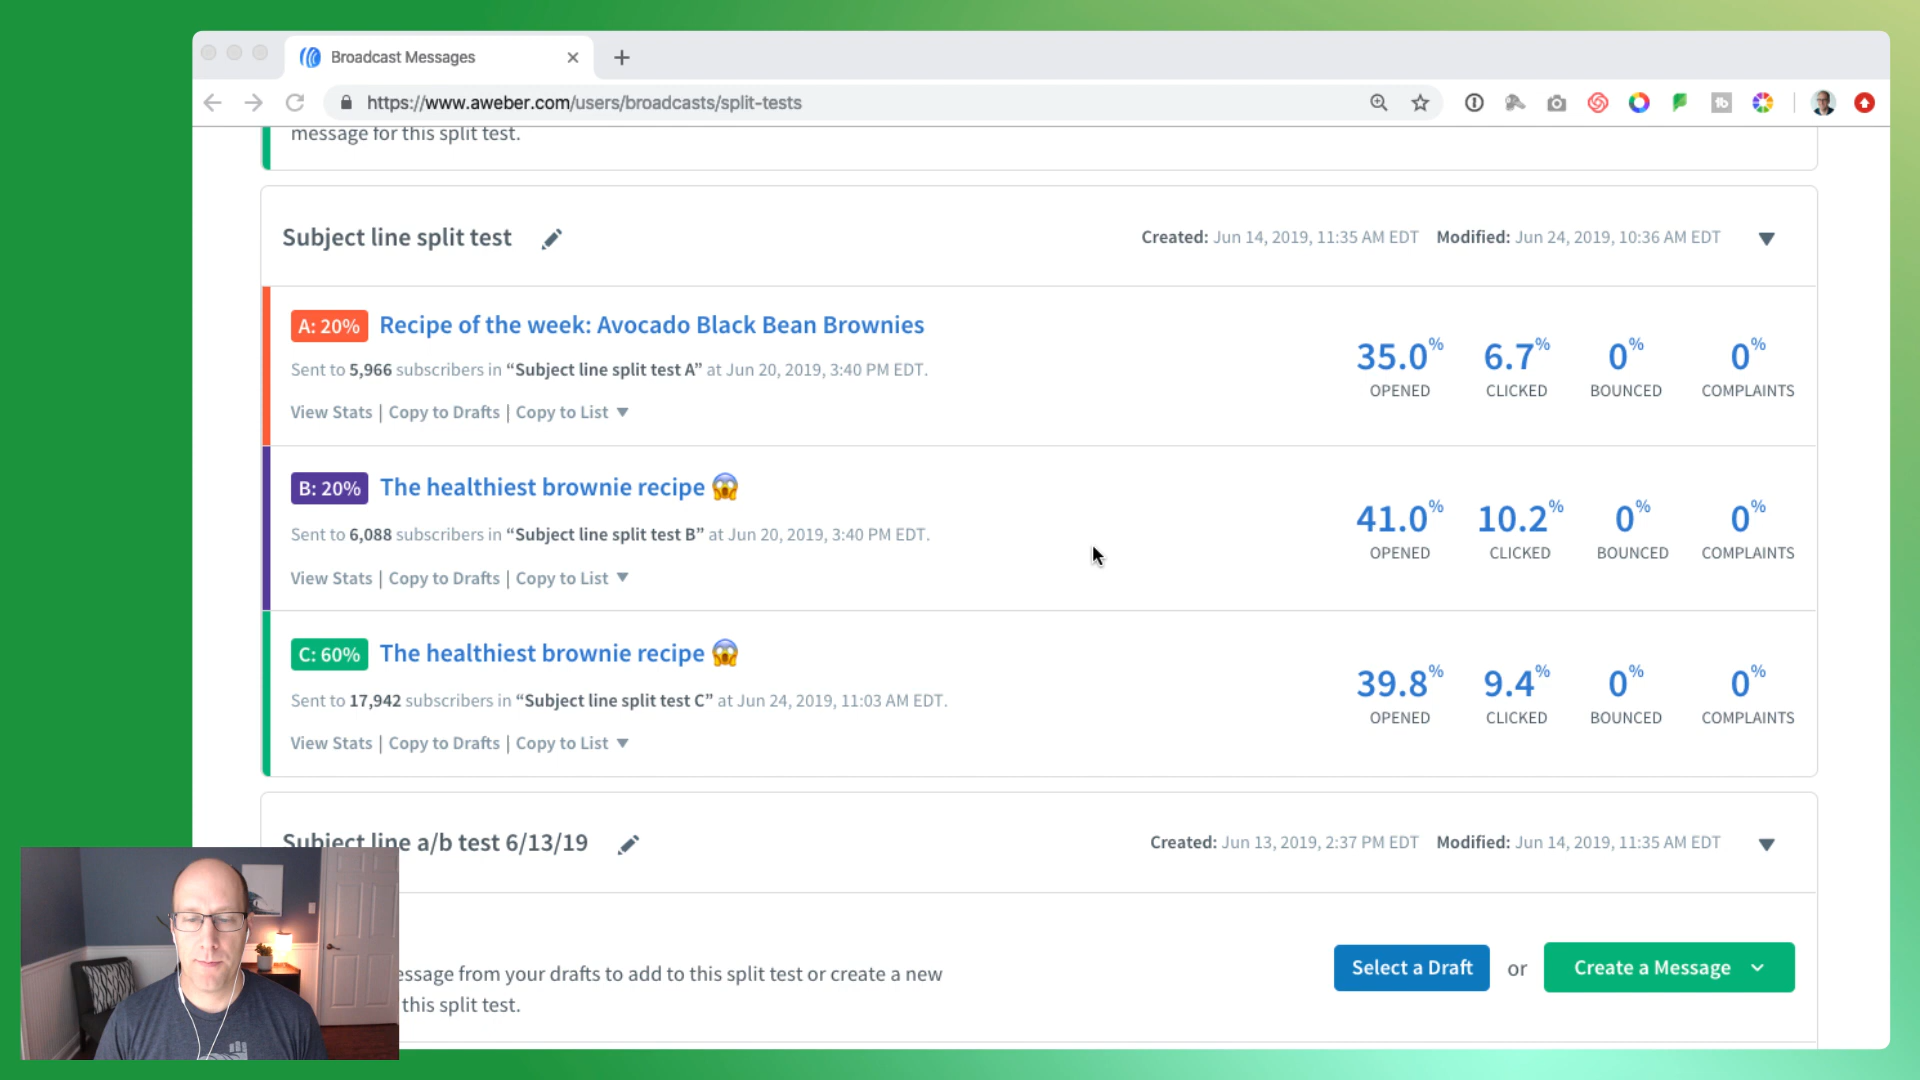 Broadcast Messages
https://www.aweber.com/users/broadcasts/split-tests
message for this split test.
Subject line split test
Created: Jun 14, 2019, 11:35 AM EDT Modified: Jun 24, 2019, 10:36 AM EDT
A: 20% Recipe of the week: Avocado Black Bean Brownies
Sent to 5,966 subscribers in “Subject line split test A” at Jun 20, 2019, 3:40 PM EDT.
View Stats | Copy to Drafts | Copy to List ▼
35.0% 6.7% 0% 0%
OPENED CLICKED BOUNCED COMPLAINTS
B: 20% The healthiest brownie recipe 😱
Sent to 6,088 subscribers in “Subject line split test B” at Jun 20, 2019, 3:40 PM EDT.
View Stats | Copy to Drafts | Copy to List ▼
41.0% 10.2% 0% 0%
OPENED CLICKED BOUNCED COMPLAINTS
C: 60% The healthiest brownie recipe 😱
Sent to 17,942 subscribers in “Subject line split test C” at Jun 24, 2019, 11:03 AM EDT.
View Stats | Copy to Drafts | Copy to List ▼
39.8% 9.4% 0% 0%
OPENED CLICKED BOUNCED COMPLAINTS
Subject line a/b test 6/13/19
Created: Jun 13, 2019, 2:37 PM EDT Modified: Jun 14, 2019, 11:35 AM EDT
essage from your drafts to add to this split test or create a new
this split test.
Select a Draft or Create a Message